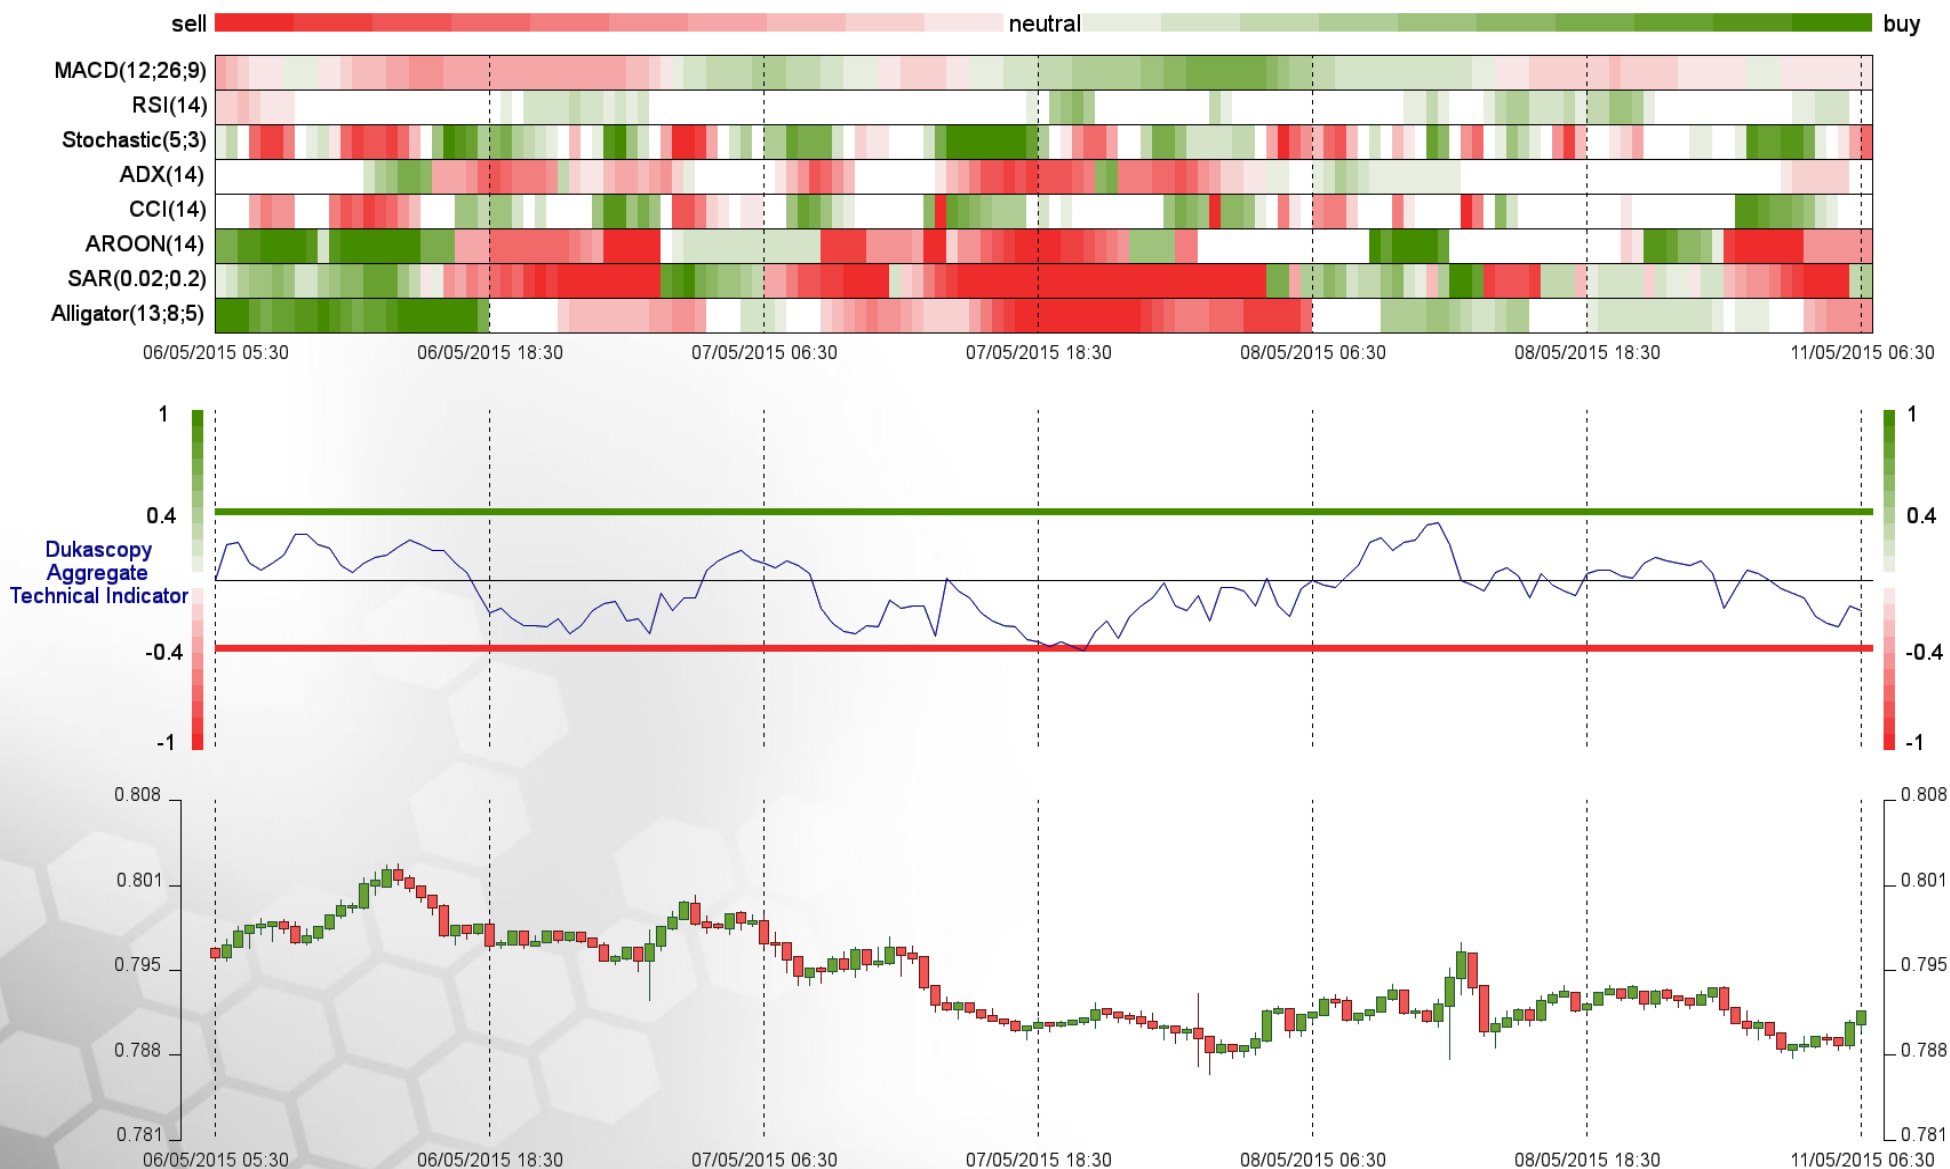 sell neutral buy
MACD(12;26;9)
RSI(14)
Stochastic(5;3)
ADX(14)
CCI(14)
AROON(14)
SAR(0.02;0.2)
Alligator(13;8;5)
06/05/2015 05:30 06/05/2015 18:30 07/05/2015 06:30 07/05/2015 18:30 08/05/2015 06:30 08/05/2015 18:30 11/05/2015 06:30
1 1
0.4 0.4
Dukascopy
Aggregate
Technical Indicator
-0.4 -0.4
-1 -1
0.808 0.808
0.801 0.801
0.795 0.795
0.788 0.788
0.781 0.781
06/05/2015 05:30 06/05/2015 18:30 07/05/2015 06:30 07/05/2015 18:30 08/05/2015 06:30 08/05/2015 18:30 11/05/2015 06:30